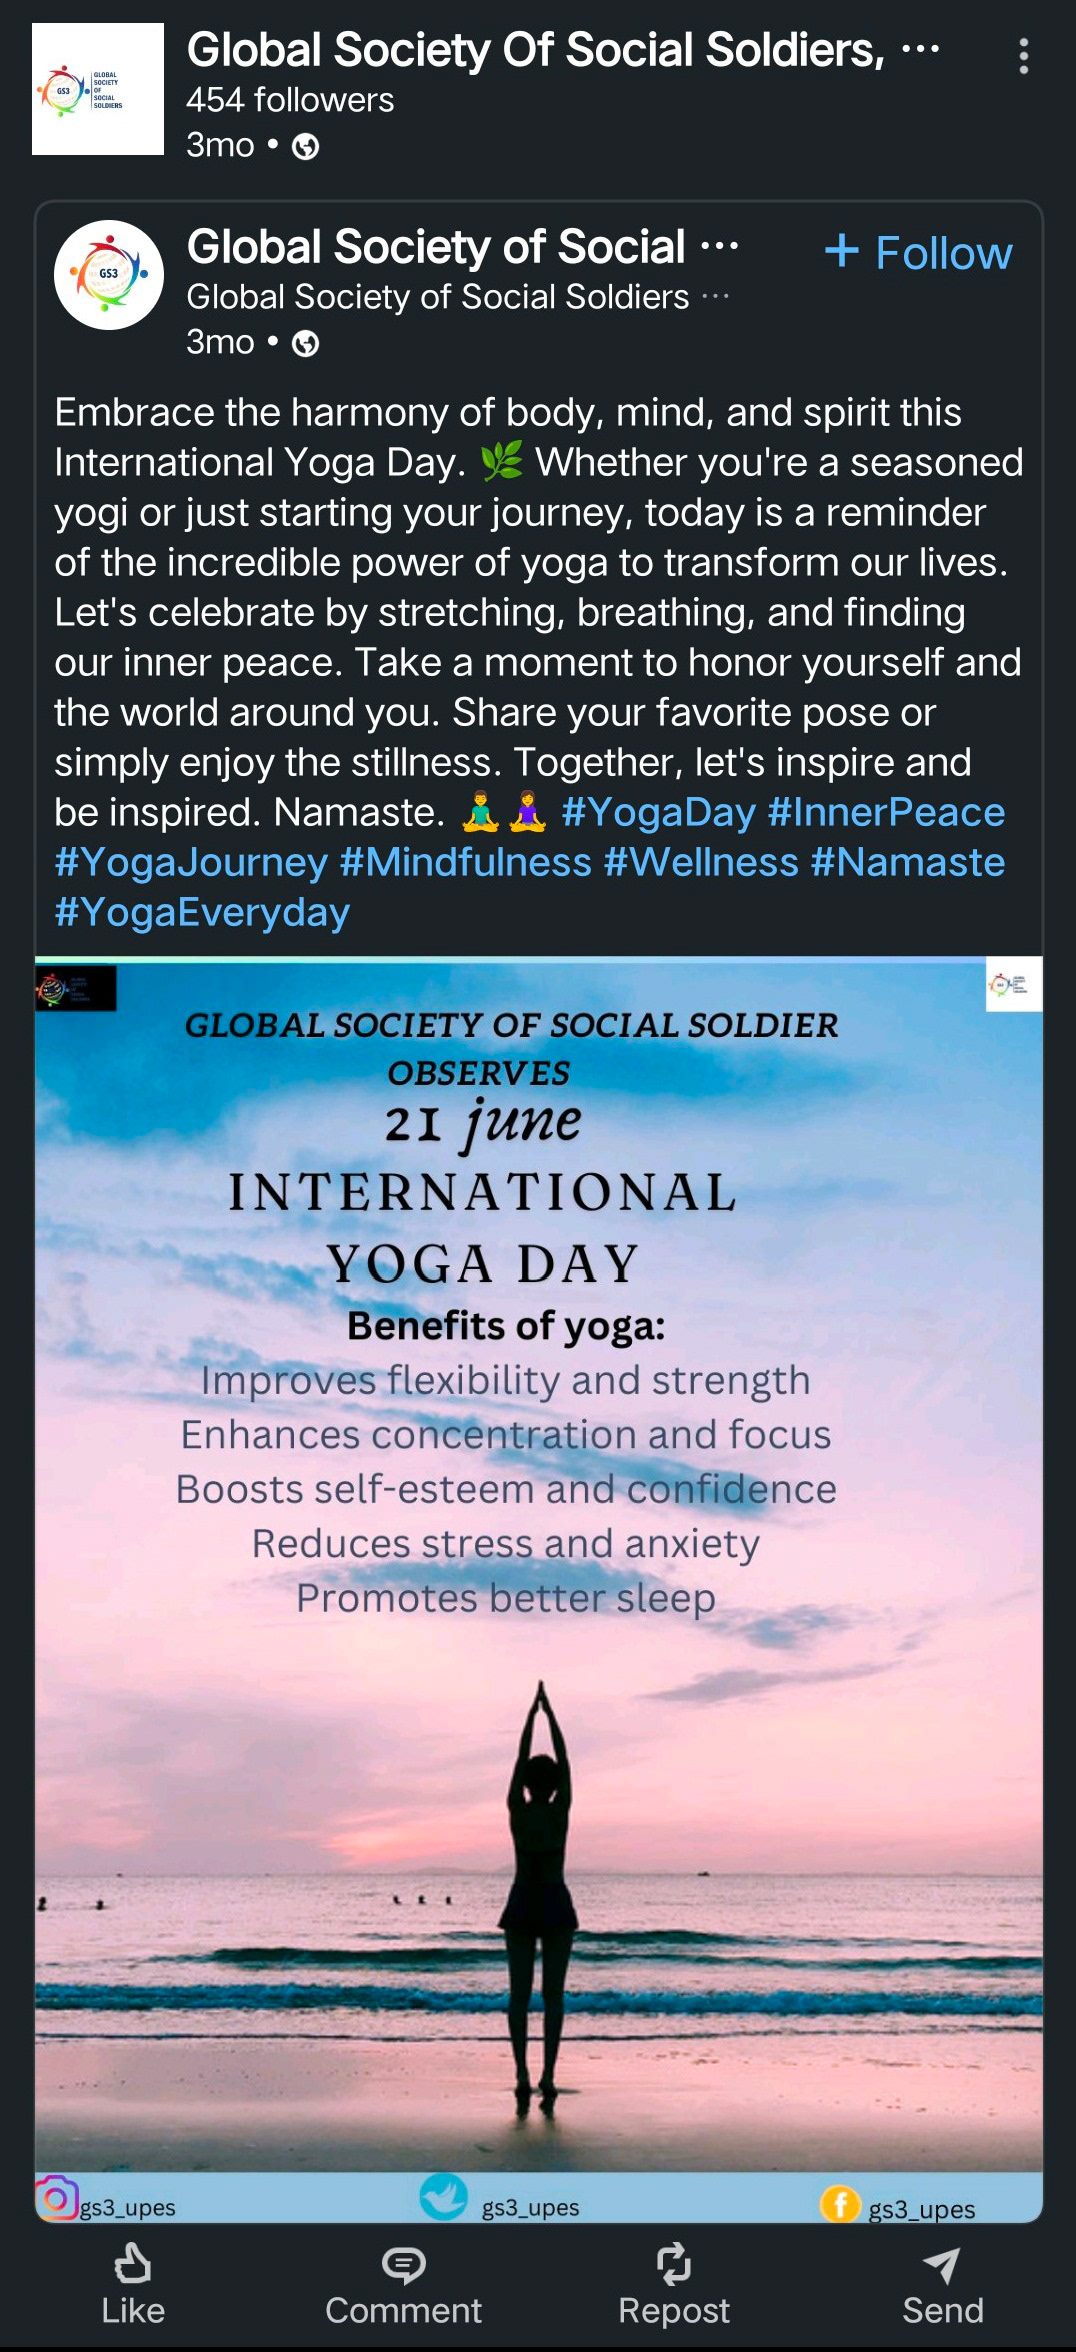 GLOBAL
SOCIETY
OF
SOCIAL
SOLDIERS
GS3
Global Society Of Social Soldiers, ...
454 followers
3mo •
GS3
Global Society of Social ...
+ Follow
Global Society of Social Soldiers ...
3mo •
Embrace the harmony of body, mind, and spirit this
International Yoga Day. 🌿 Whether you're a seasoned
yogi or just starting your journey, today is a reminder
of the incredible power of yoga to transform our lives.
Let's celebrate by stretching, breathing, and finding
our inner peace. Take a moment to honor yourself and
the world around you. Share your favorite pose or
simply enjoy the stillness. Together, let's inspire and
be inspired. Namaste. 🧘‍♂️🧘‍♀️ #YogaDay #InnerPeace
#YogaJourney #Mindfulness #Wellness #Namaste
#YogaEveryday
GLOBAL SOCIETY OF SOCIAL SOLDIER
OBSERVES
21 june
INTERNATIONAL
YOGA DAY
Benefits of yoga:
Improves flexibility and strength
Enhances concentration and focus
Boosts self-esteem and confidence
Reduces stress and anxiety
Promotes better sleep
gs3_upes
gs3_upes
gs3_upes
Like
Comment
Repost
Send